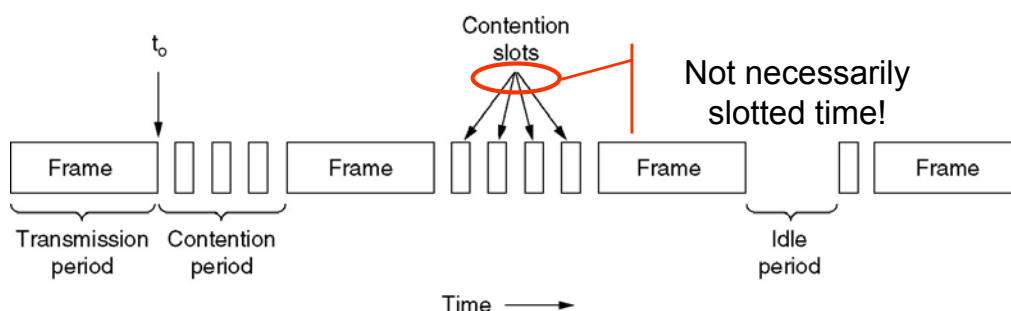 Contention
slots
t₀
Not necessarily
slotted time!
Frame
Frame
Frame
Frame
Transmission
period
Contention
period
Idle
period
Time